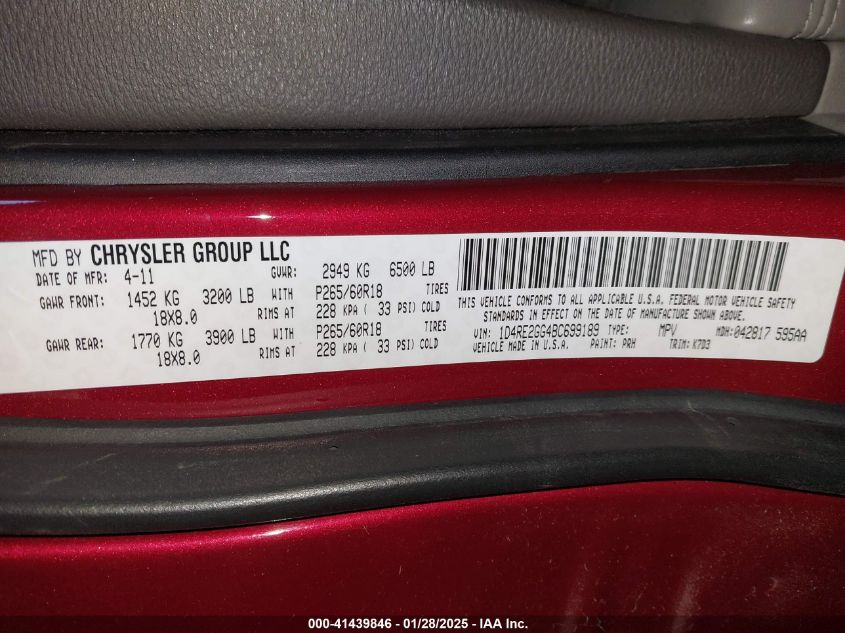 MFD BY CHRYSLER GROUP LLC
DATE OF MFR: 4-11 GVWR: 2949 KG 6500 LB
GAWR FRONT: 1452 KG 3200 LB WITH P265/60R18 TIRES
18X8.0 RIMS AT 228 KPA ( 33 PSI) COLD
GAWR REAR: 1770 KG 3900 LB WITH P265/60R18 TIRES
18X8.0 RIMS AT 228 KPA ( 33 PSI) COLD
THIS VEHICLE CONFORMS TO ALL APPLICABLE U.S.A. FEDERAL MOTOR VEHICLE SAFETY
STANDARDS IN EFFECT ON THE DATE OF MANUFACTURE SHOWN ABOVE.
VIN: 1D4RE2GG4BC699189 TYPE: MPV MDH: 042817 595AA
VEHICLE MADE IN U.S.A. PAINT: PRH TRIM: K7D3
000-41439846 - 01/28/2025 - IAA Inc.